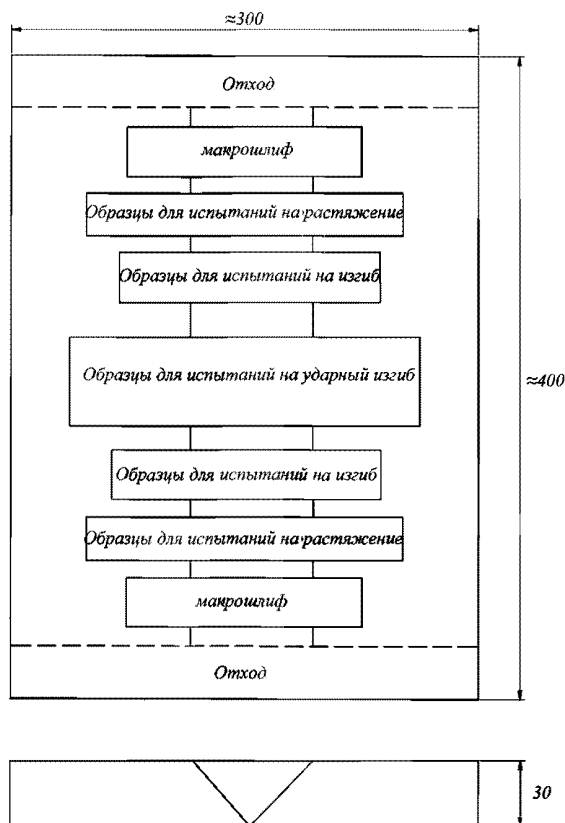 ≈300
Отход
макрошлиф
Образцы для испытаний на растяжение
Образцы для испытаний на изгиб
Образцы для испытаний на ударный изгиб
≈400
Образцы для испытаний на изгиб
Образцы для испытаний на растяжение
макрошлиф
Отход
30